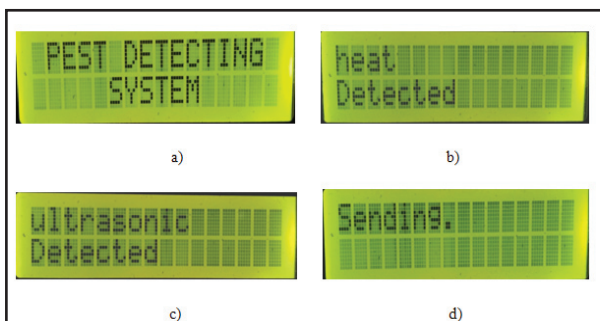 PEST DETECTING
SYSTEM
a)
heat
Detected
b)
ultrasonic
Detected
c)
Sending.
d)